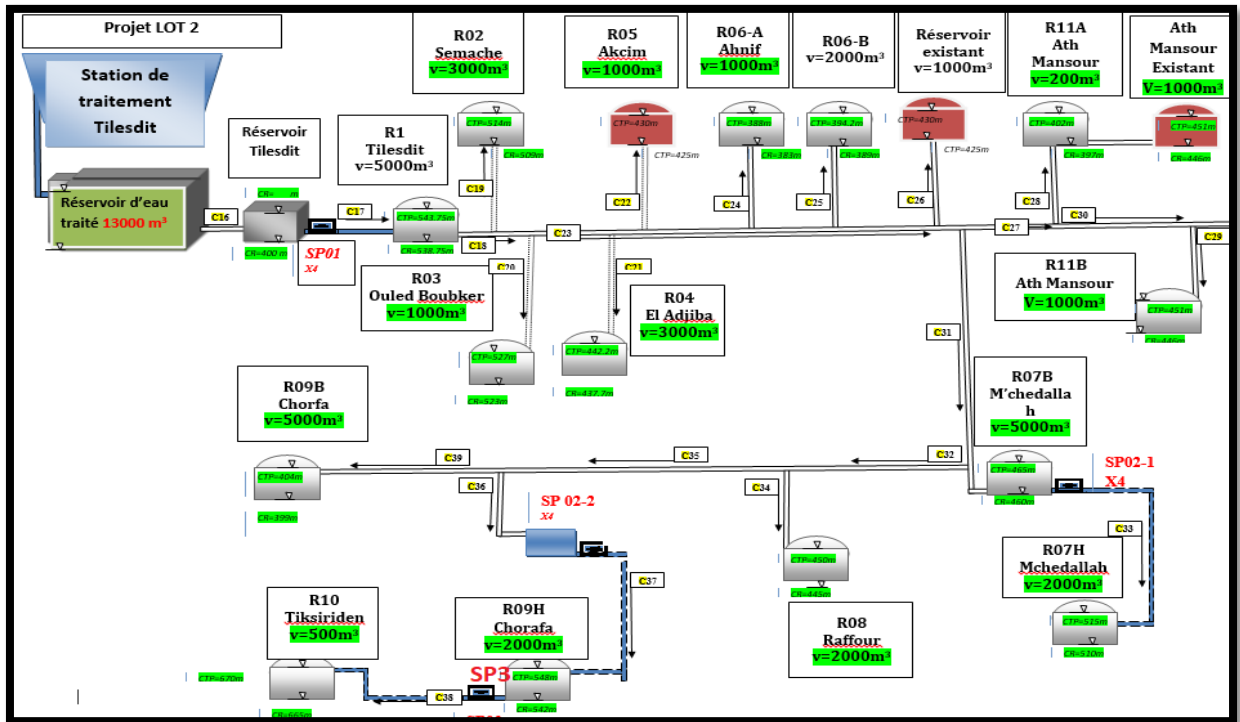 Projet LOT 2
Station de
traitement
Tilesdit
Réservoir d'eau
traité 13000 m³
Réservoir
Tilesdit
CR= m
CR=400 m
C16
SP01
X4
C17
R1
Tilesdit
v=5000m³
CTP=543.75m
CR=538.75m
C18
R02
Semache
v=3000m³
CTP=514m
CR=509m
C19
R03
Ouled Boubker
v=1000m³
C20
CTP=527m
CR=523m
C23
R05
Akcim
v=1000m³
CTP=430m
CTP=425m
C22
C21
R04
El Adjiba
v=3000m³
CTP=442.2m
CR=437.7m
R06-A
Ahnif
v=1000m³
CTP=388m
CR=383m
C24
R06-B
v=2000m³
CTP=394.2m
CR=389m
C25
Réservoir
existant
v=1000m³
CTP=430m
CTP=425m
C26
R11A
Ath
Mansour
v=200m³
CTP=402m
CR=397m
C28
C27
C30
Ath
Mansour
Existant
V=1000m³
CTP=451m
CR=446m
C29
R11B
Ath Mansour
V=1000m³
CTP=451m
CR=446m
C31
R07B
M'chedalla
h
v=5000m³
CTP=465m
CR=460m
SP02-1
X4
C33
R07H
Mchedallah
v=2000m³
CTP=515m
CR=510m
C32
C35
C39
R09B
Chorfa
v=5000m³
CTP=404m
CR=399m
C36
SP 02-2
X4
C34
CTP=450m
CR=445m
R08
Raffour
v=2000m³
C37
R09H
Chorafa
v=2000m³
CTP=548m
CR=542m
SP3
C38
R10
Tiksiriden
v=500m³
CTP=670m
CR=665m